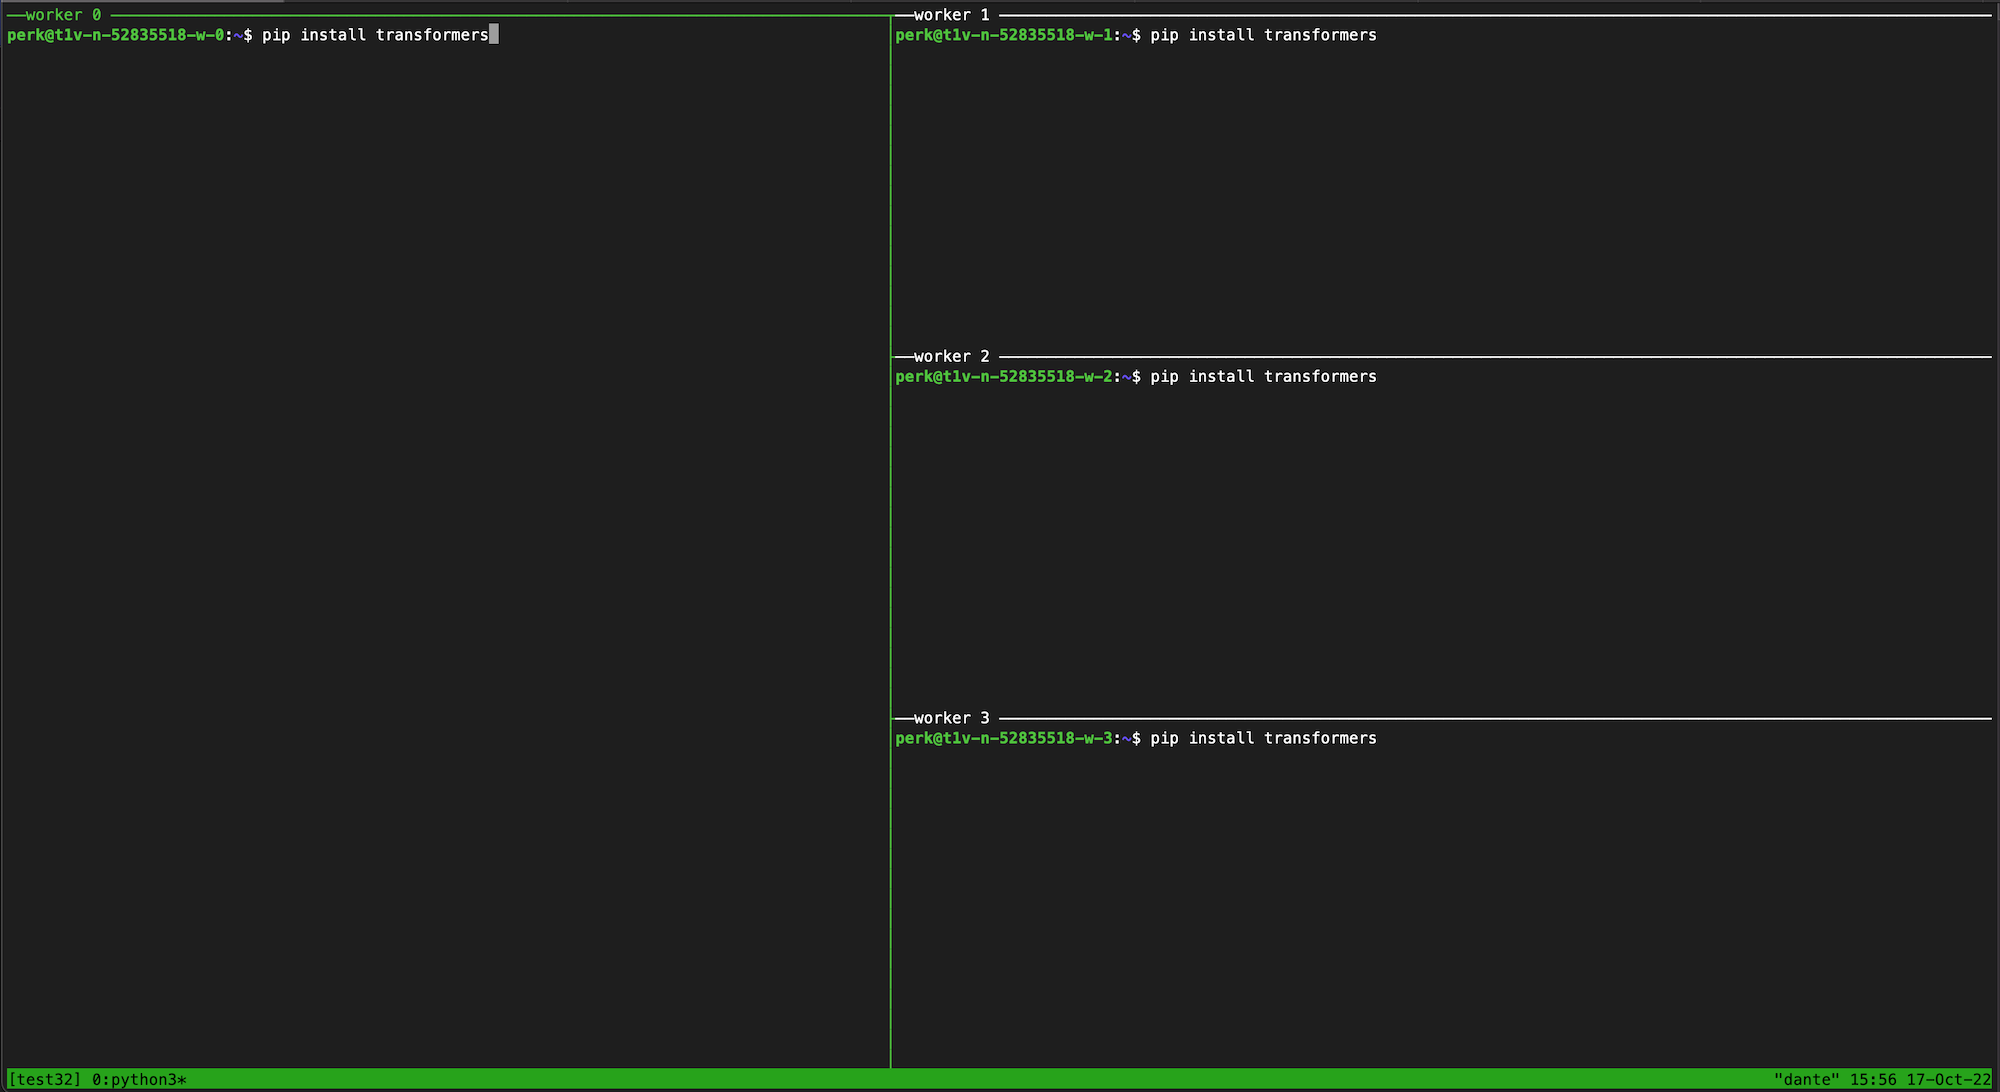 worker 0
perk@t1v-n-52835518-w-0:~$ pip install transformers
worker 1
perk@t1v-n-52835518-w-1:~$ pip install transformers
worker 2
perk@t1v-n-52835518-w-2:~$ pip install transformers
worker 3
perk@t1v-n-52835518-w-3:~$ pip install transformers
[test32] 0:python3* "dante" 15:56 17-Oct-22